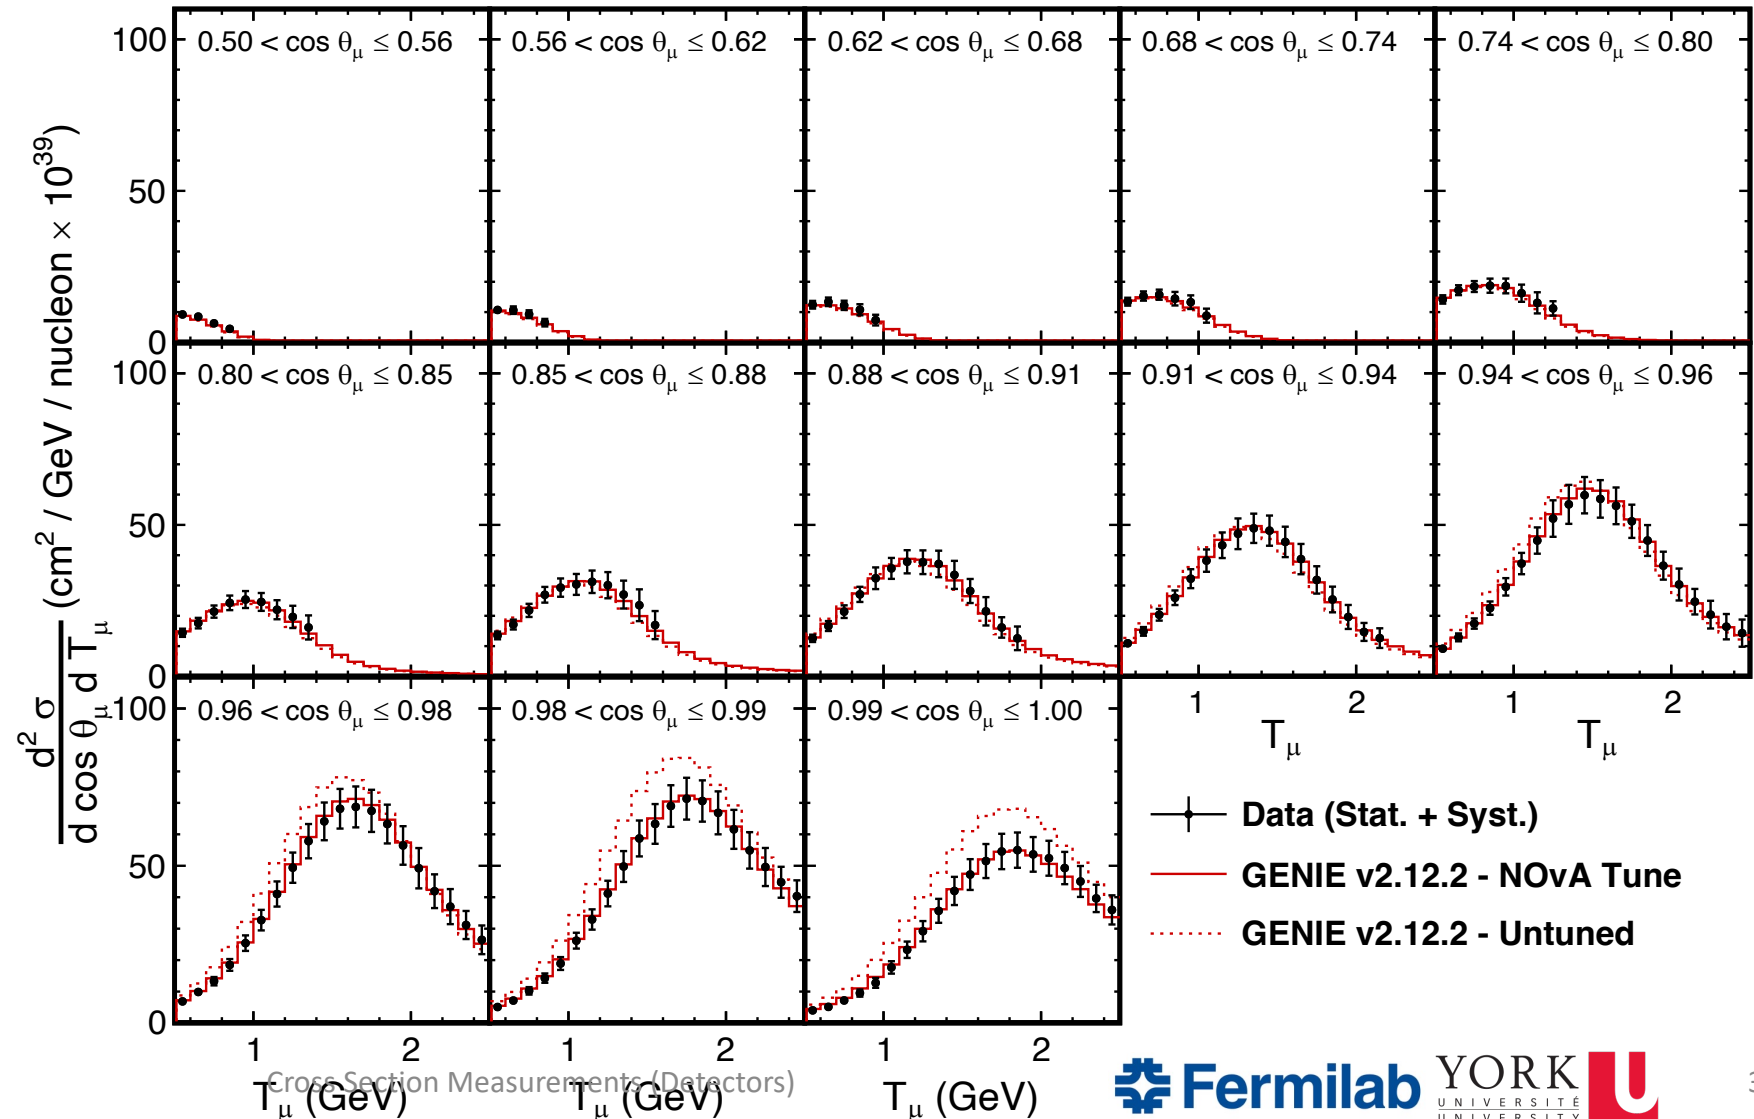 d² σ
d cos θμ d Tμ
(cm² / GeV / nucleon × 10³⁹)
100
50
0
0.50 < cos θμ ≤ 0.56
0.56 < cos θμ ≤ 0.62
0.62 < cos θμ ≤ 0.68
0.68 < cos θμ ≤ 0.74
0.74 < cos θμ ≤ 0.80
100
50
0
0.80 < cos θμ ≤ 0.85
0.85 < cos θμ ≤ 0.88
0.88 < cos θμ ≤ 0.91
0.91 < cos θμ ≤ 0.94
0.94 < cos θμ ≤ 0.96
1 2
Tμ
1 2
Tμ
100
50
0
0.96 < cos θμ ≤ 0.98
0.98 < cos θμ ≤ 0.99
0.99 < cos θμ ≤ 1.00
1 2
1 2
1 2
Tμ (GeV)
Tμ (GeV)
Tμ (GeV)
Data (Stat. + Syst.)
GENIE v2.12.2 - NOvA Tune
GENIE v2.12.2 - Untuned
Cross Section Measurements (Detectors)
Fermilab
YORK
UNIVERSITÉ
UNIVERSITY
U
3